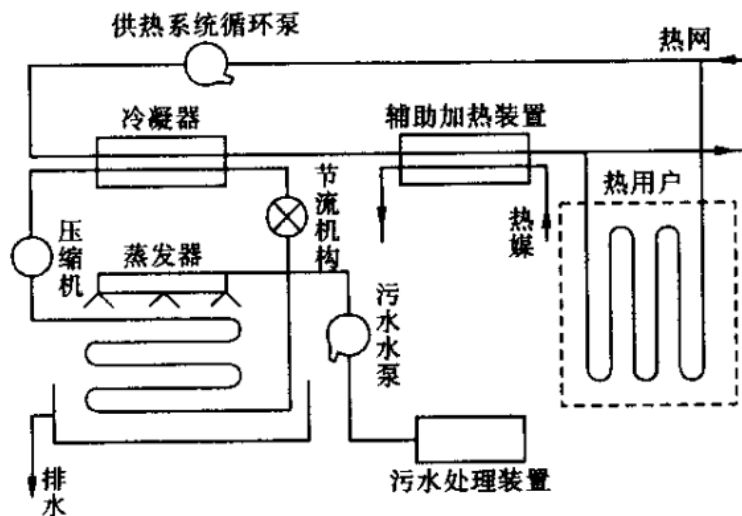 供热系统循环泵
热网
冷凝器
辅助加热装置
节流机构
热用户
热媒
压缩机
蒸发器
污水水泵
排水
污水处理装置